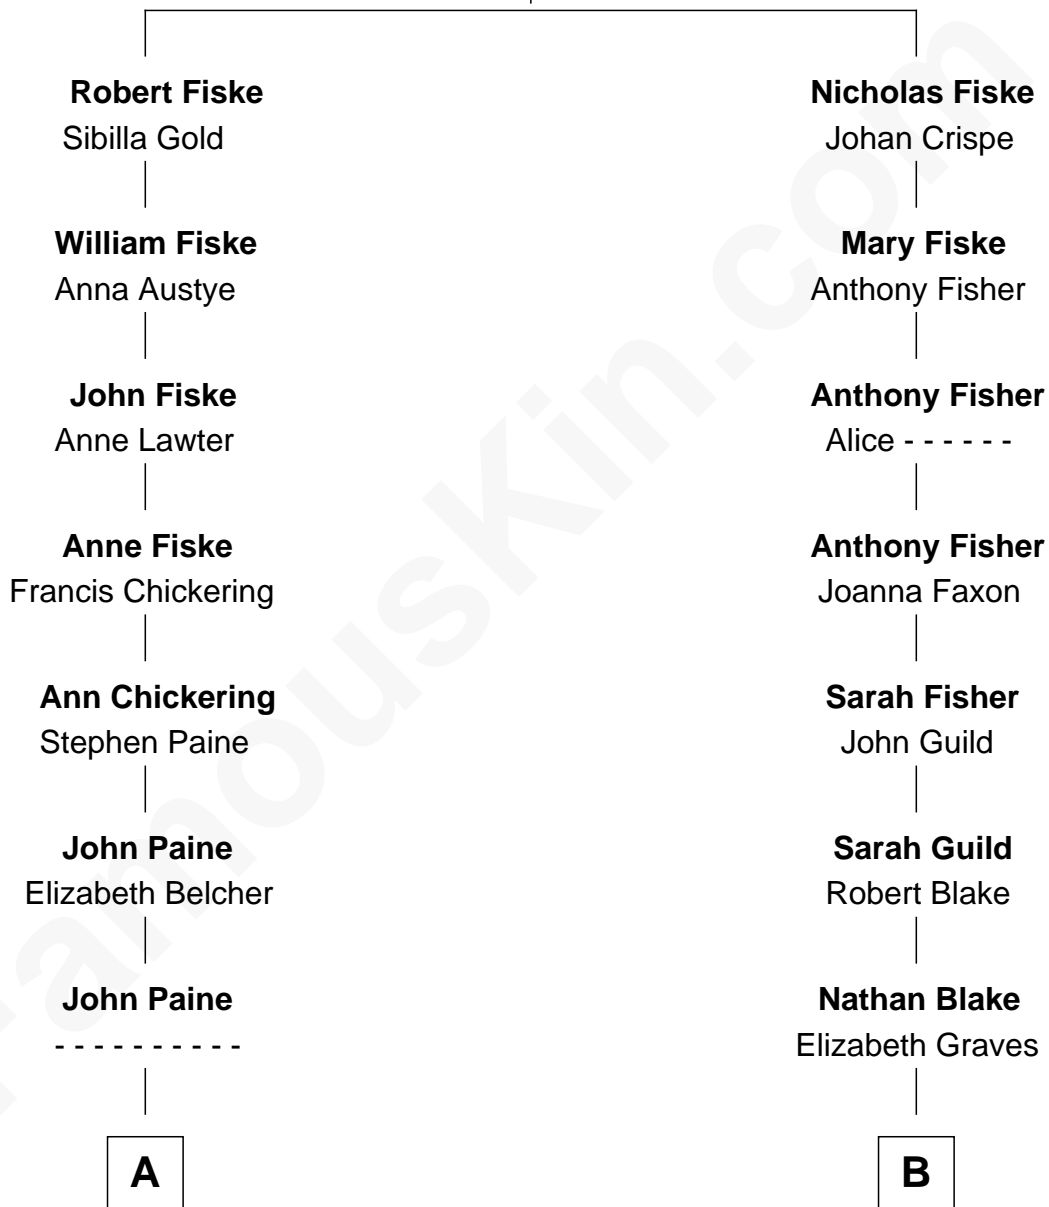 Robert Fiske
Sibilla Gold
William Fiske
Anna Austye
John Fiske
Anne Lawter
Anne Fiske
Francis Chickering
Ann Chickering
Stephen Paine
John Paine
Elizabeth Belcher
John Paine
- - - - - - - - - -
A
Nicholas Fiske
Johan Crispe
Mary Fiske
Anthony Fisher
Anthony Fisher
Alice - - - - - -
Anthony Fisher
Joanna Faxon
Sarah Fisher
John Guild
Sarah Guild
Robert Blake
Nathan Blake
Elizabeth Graves
B
FamousKin.com